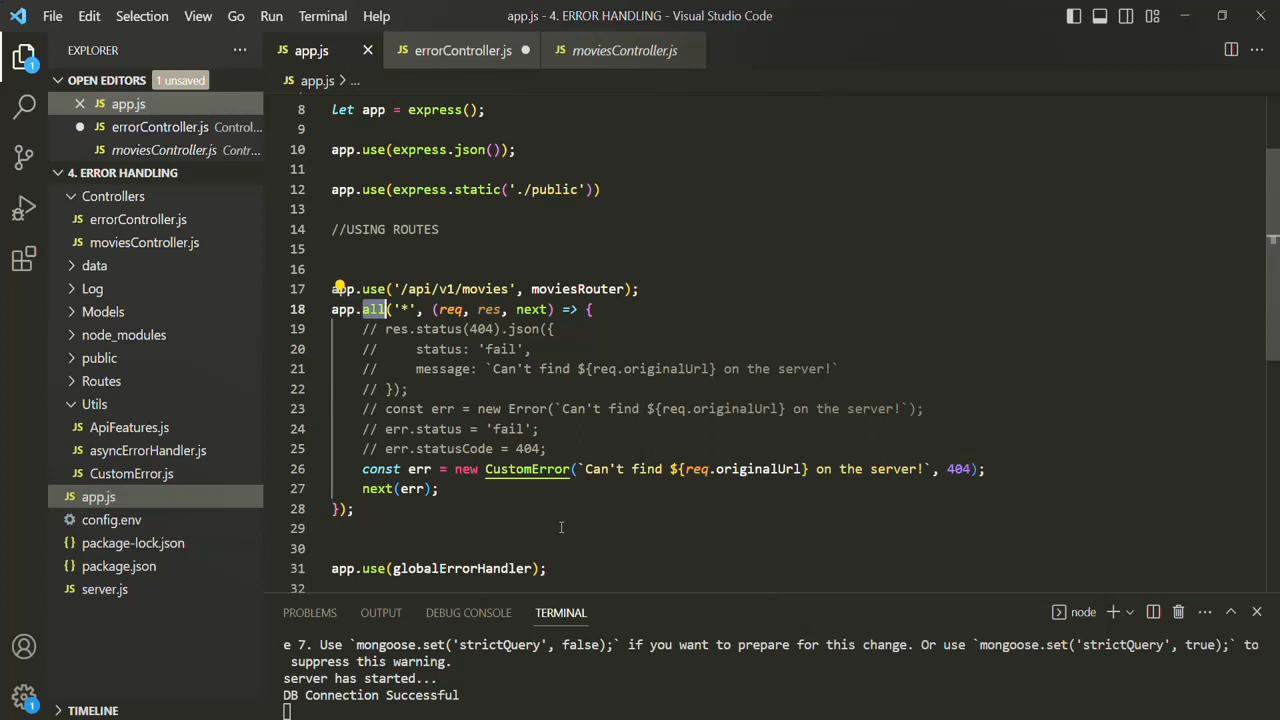 File Edit Selection View Go Run Terminal Help app.js - 4. ERROR HANDLING - Visual Studio Code
EXPLORER
JS app.js
JS errorController.js
JS moviesController.js
OPEN EDITORS 1 unsaved
JS app.js
JS errorController.js Control...
JS moviesController.js Contr...
4. ERROR HANDLING
Controllers
JS errorController.js
JS moviesController.js
data
Log
Models
node_modules
public
Routes
Utils
JS ApiFeatures.js
JS asyncErrorHandler.js
JS CustomError.js
JS app.js
config.env
{} package-lock.json
{} package.json
JS server.js
TIMELINE
1
1
JS app.js > ...
8 let app = express();
9
10 app.use(express.json());
11
12 app.use(express.static('./public'))
13
14 //USING ROUTES
15
16
17 app.use('/api/v1/movies', moviesRouter);
18 app.all('*', (req, res, next) => {
19 // res.status(404).json({
20 // status: 'fail',
21 // message: `Can't find ${req.originalUrl} on the server!`
22 // });
23 // const err = new Error(`Can't find ${req.originalUrl} on the server!`);
24 // err.status = 'fail';
25 // err.statusCode = 404;
26 const err = new CustomError(`Can't find ${req.originalUrl} on the server!`, 404);
27 next(err);
28 });
29
30
31 app.use(globalErrorHandler);
32
PROBLEMS OUTPUT DEBUG CONSOLE TERMINAL
node
e 7. Use `mongoose.set('strictQuery', false);` if you want to prepare for this change. Or use `mongoose.set('strictQuery', true);` to
suppress this warning.
server has started...
DB Connection Successful